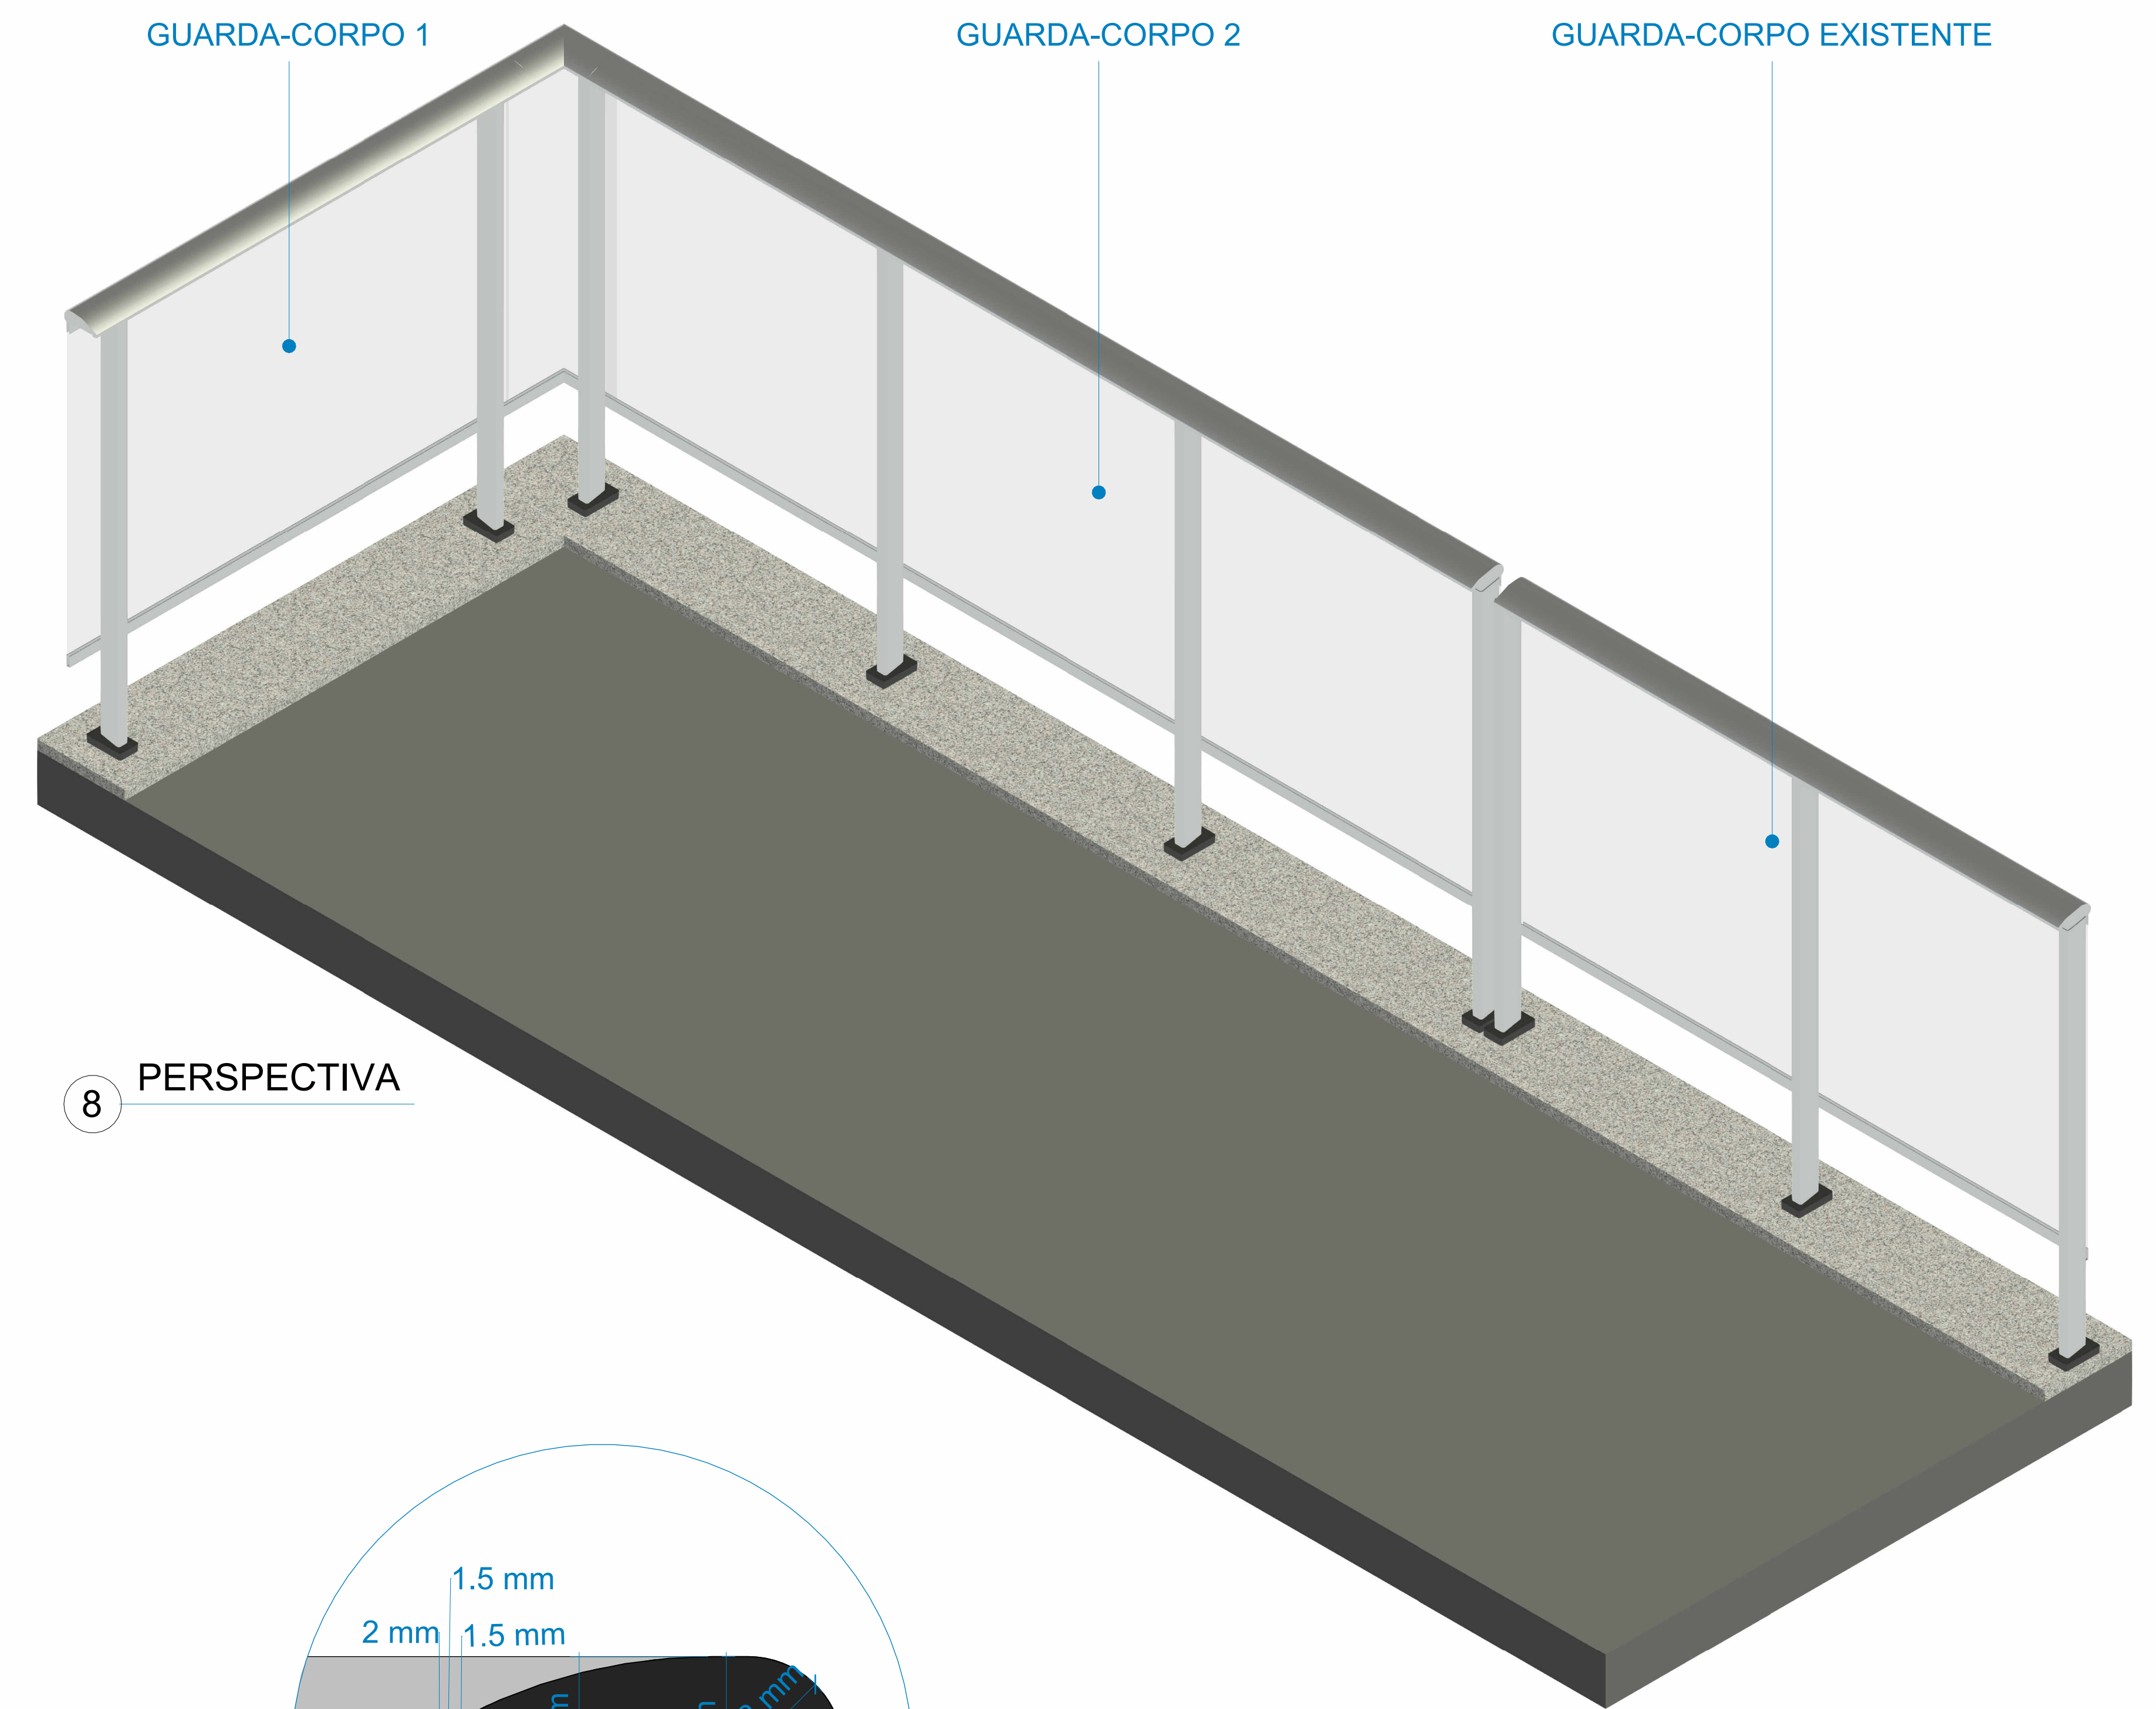 GUARDA-CORPO 1
GUARDA-CORPO 2
GUARDA-CORPO EXISTENTE
8
PERSPECTIVA
1.5 mm
2 mm
1.5 mm
mm